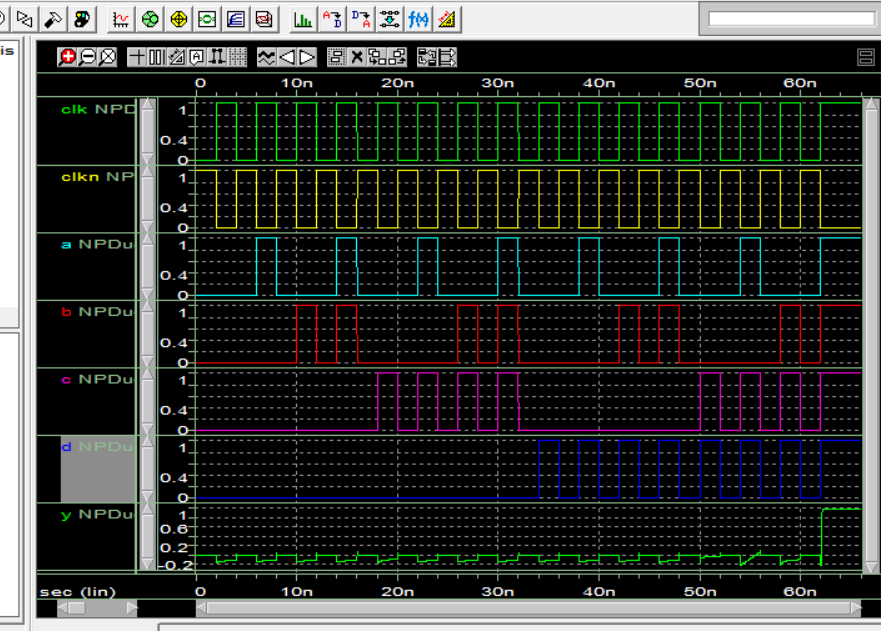 is
0 10n 20n 30n 40n 50n 60n
clk NPD
1
0.4
0
clkn NP
1
0.4
0
a NPDu
1
0.4
0
b NPDu
1
0.4
0
c NPDu
1
0.4
0
d NPDu
1
0.4
0
y NPDu
1
0.6
0.2
-0.2
sec (lin) 0 10n 20n 30n 40n 50n 60n